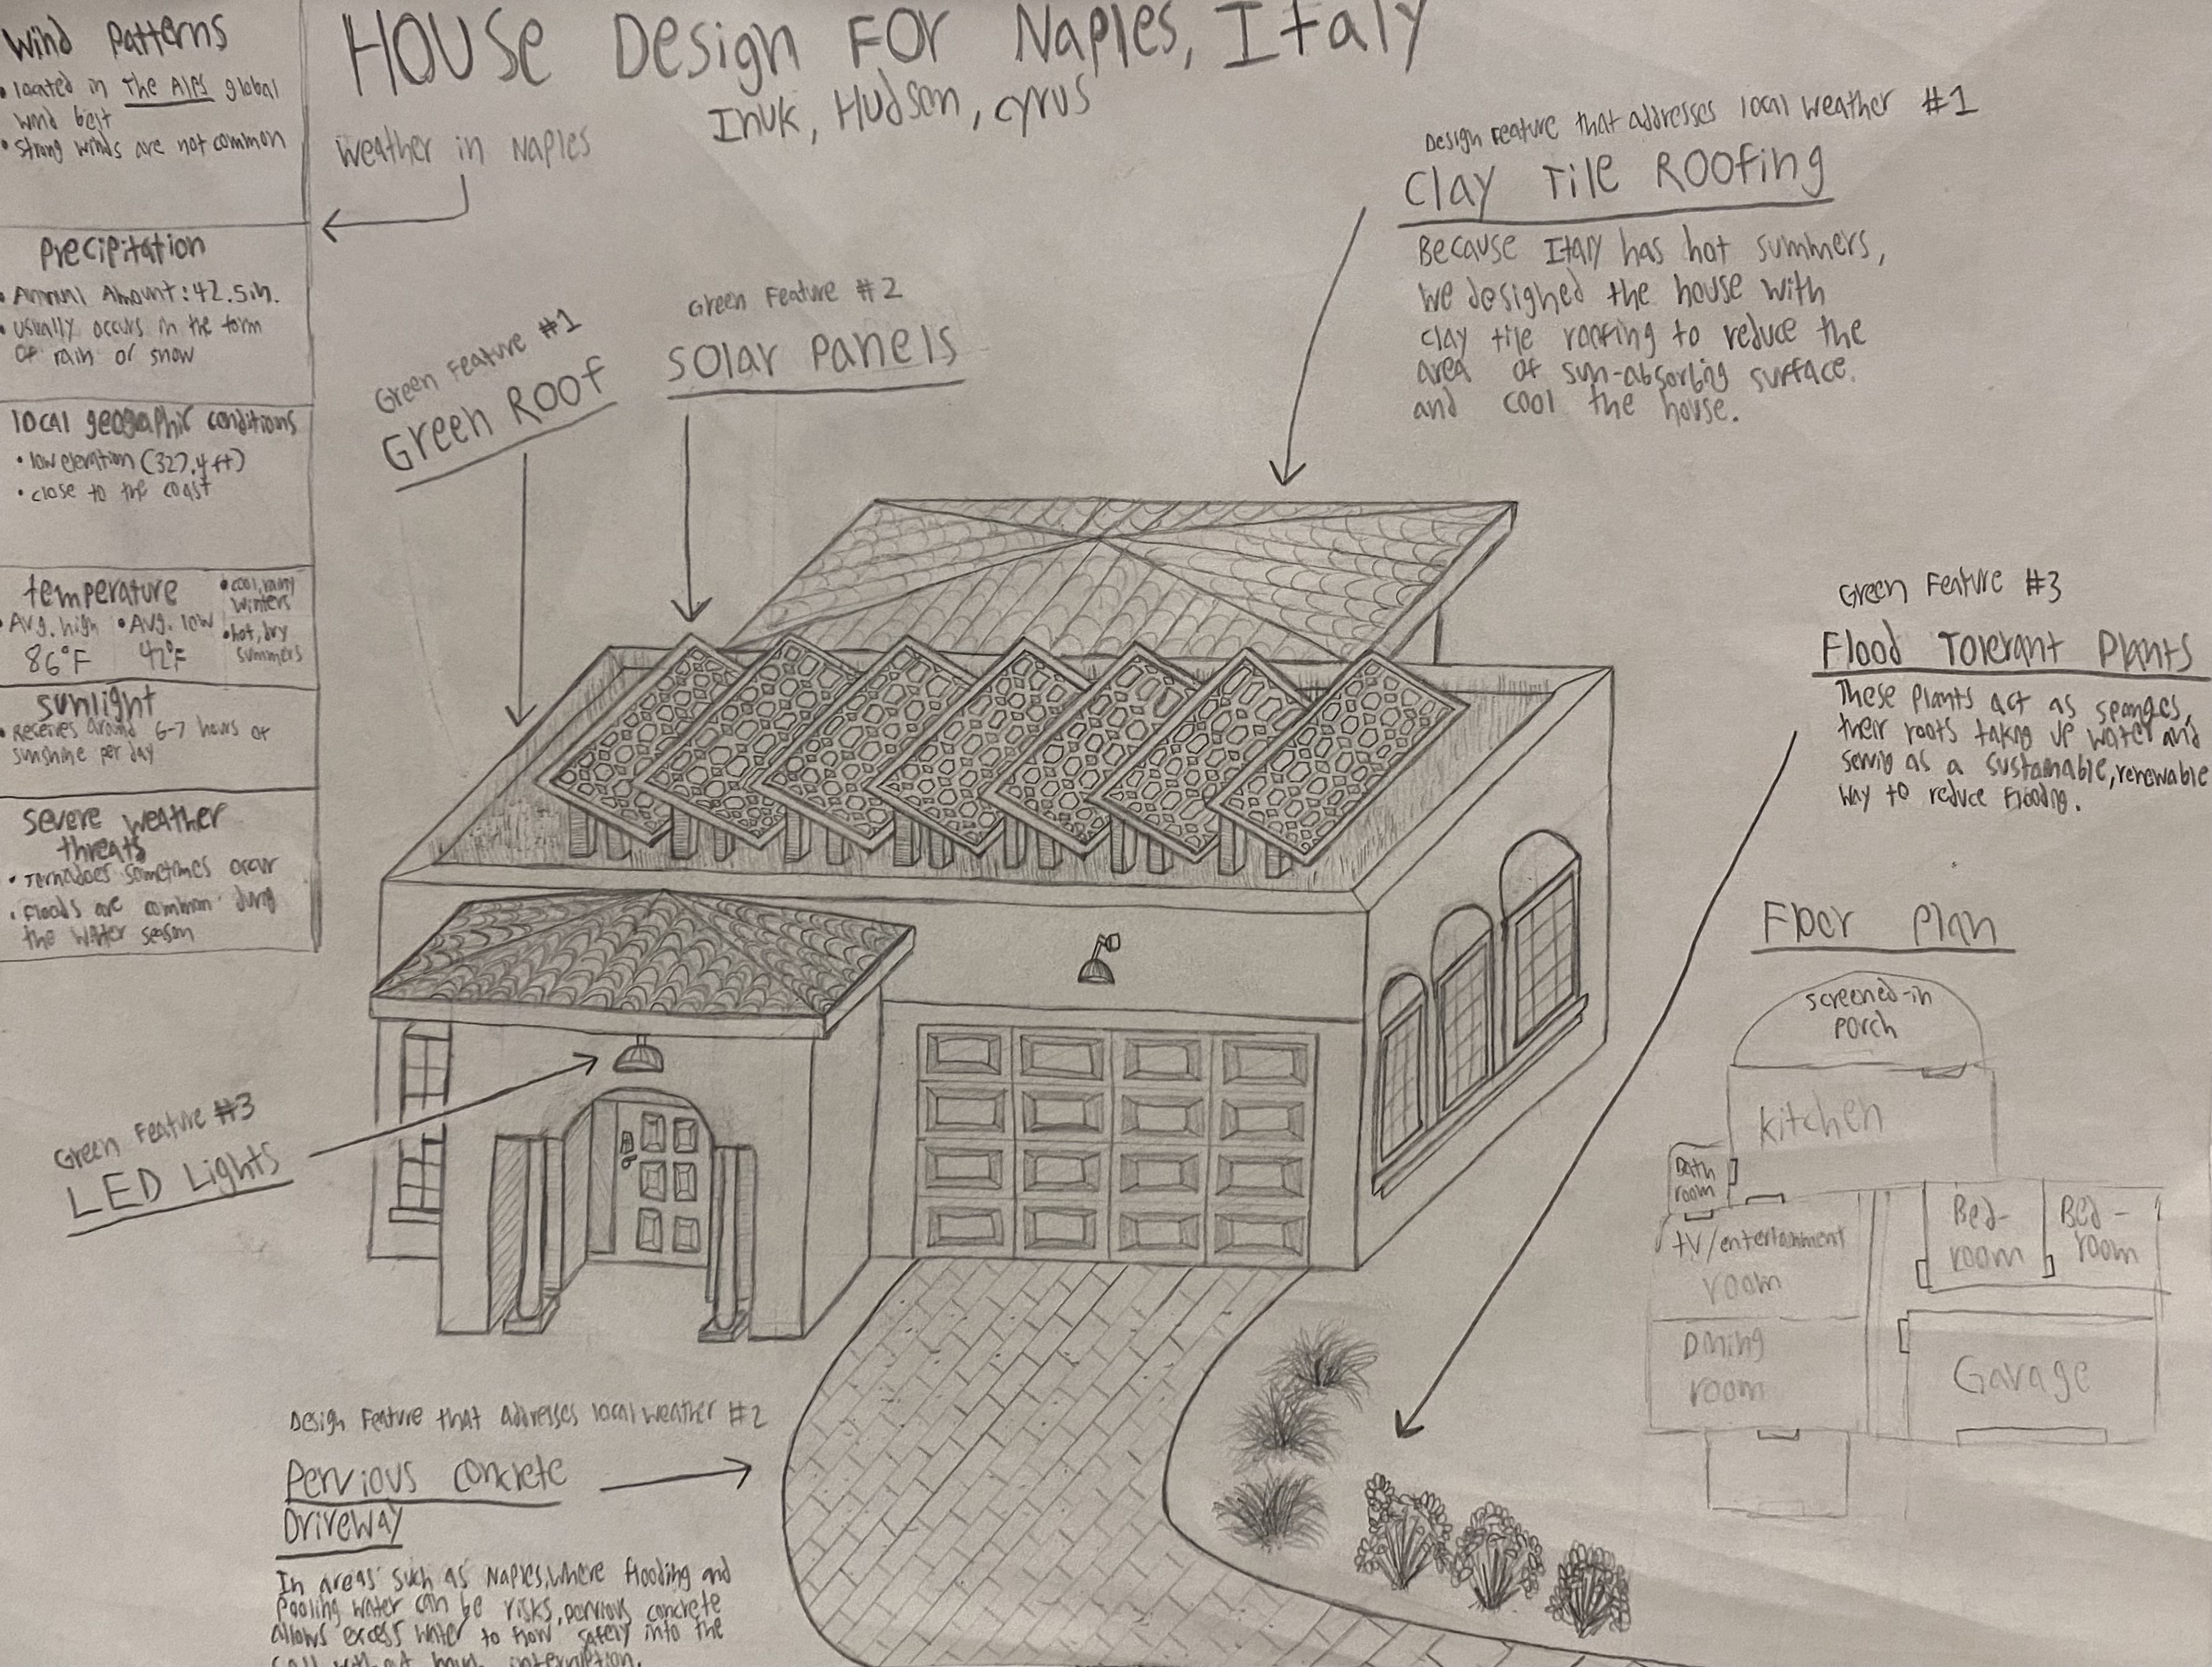 House Design For Naples, Italy
Inuk, Hudson, Cyrus
Weather in Naples
Wind Patterns
• located in The Alps global
wind belt
• Strong winds are not common
Precipitation
• Annual Amount: 42.5in.
• usually occurs in the form
of rain or snow
local geographic conditions
• low elevation (327.4 ft)
• close to the coast
temperature
• Avg. high
86°F
• Avg. low
42°F
• cool, rainy
winters
• hot, dry
summers
sunlight
• Receives around 6-7 hours of
sunshine per day
severe weather
threats
• Tornadoes sometimes occur
• Floods are common during
the water season
Green Feature #1
Green Roof
Green Feature #2
Solar Panels
Design Feature that addresses local weather #1
Clay Tile Roofing
Because Italy has hot summers,
we designed the house with
clay tile roofing to reduce the
area of sun-absorbing surface.
and cool the house.
Green Feature #3
Flood Tolerant Plants
These plants act as sponges,
their roots taking up water and
serving as a sustainable, renewable
way to reduce flooding.
Green Feature #3
LED Lights
Floor Plan
screened-in
porch
kitchen
Bath
room
TV/entertainment
room
Bed-
room
Bed-
room
Dining
room
Garage
Design Feature that addresses local weather #2
Pervious Concrete
Driveway
In areas such as Naples, where flooding and
pooling water can be risks, pervious concrete
allows excess water to flow safely into the
without interruption.